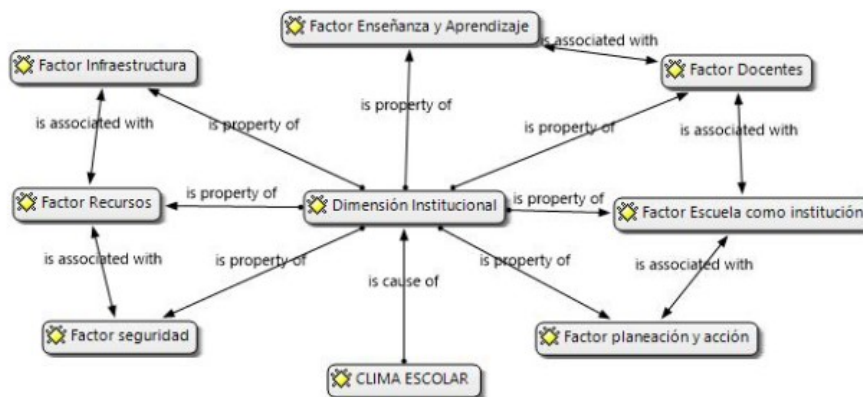 Factor Enseñanza y Aprendizaje
is associated with
Factor Infraestructura
Factor Docentes
is property of
is associated with
is property of
is property of
is associated with
is property of
is property of
Factor Recursos
Dimensión Institucional
Factor Escuela como institución
is associated with
is property of
is property of
is associated with
is cause of
Factor seguridad
Factor planeación y acción
CLIMA ESCOLAR